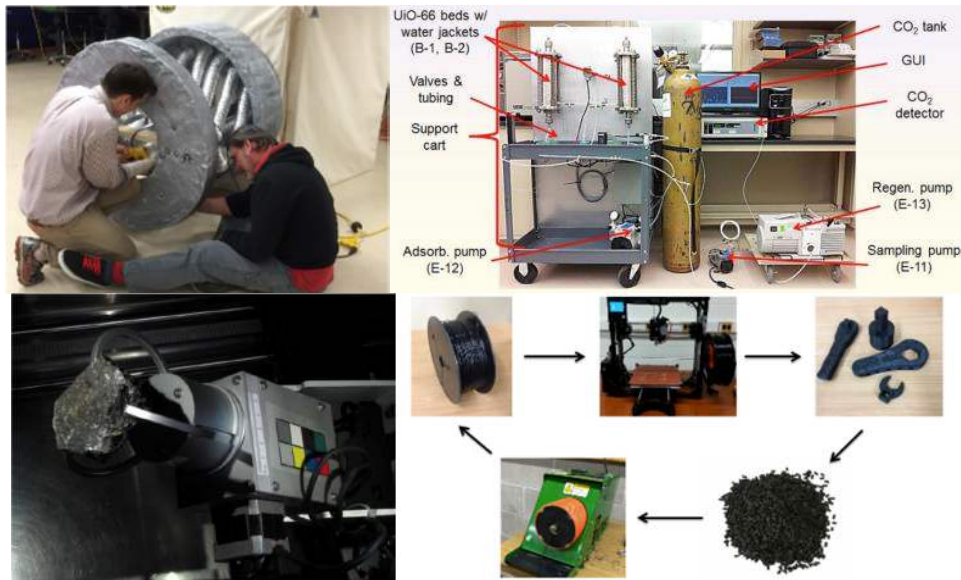 UiO-66 beds w/
water jackets
(B-1, B-2)
Valves &
tubing
Support
cart
Adsorb. pump
(E-12)
CO₂ tank
GUI
CO₂
detector
Regen. pump
(E-13)
Sampling pump
(E-11)